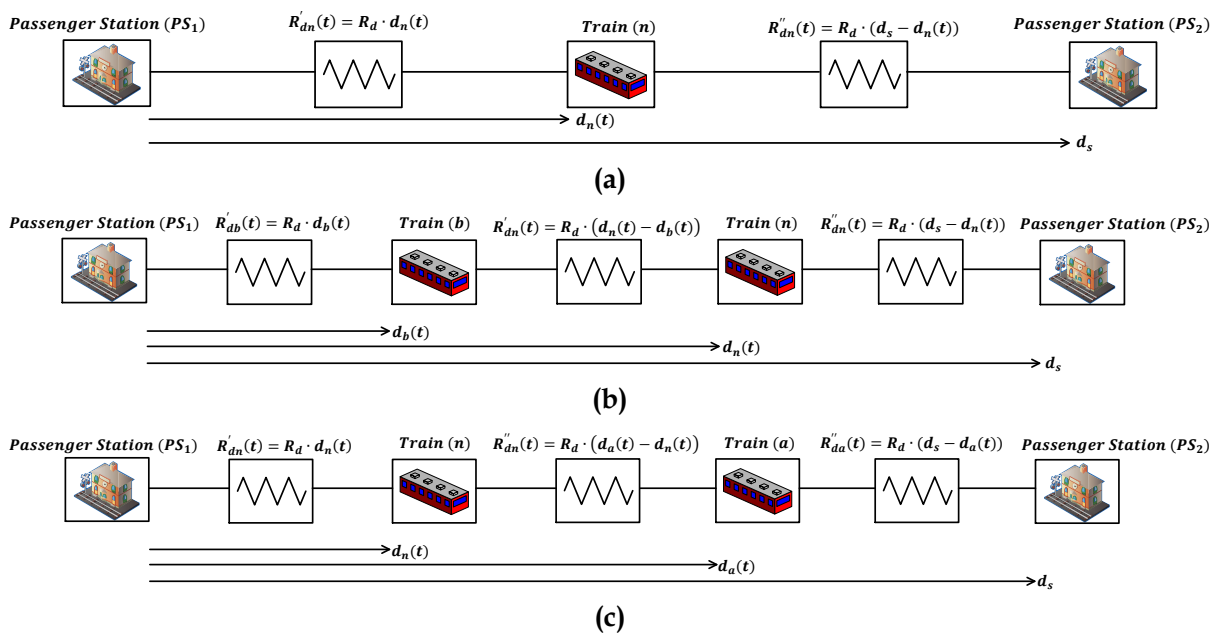 Passenger Station (PS₁)
R'dn(t) = Rd · dn(t)
Train (n)
R''dn(t) = Rd · (ds − dn(t))
Passenger Station (PS₂)
dn(t)
ds
(a)
Passenger Station (PS₁)
R'db(t) = Rd · db(t)
Train (b)
R'dn(t) = Rd · (dn(t) − db(t))
Train (n)
R''dn(t) = Rd · (ds − dn(t))
Passenger Station (PS₂)
db(t)
dn(t)
ds
(b)
Passenger Station (PS₁)
R'dn(t) = Rd · dn(t)
Train (n)
R''dn(t) = Rd · (da(t) − dn(t))
Train (a)
R''da(t) = Rd · (ds − da(t))
Passenger Station (PS₂)
dn(t)
da(t)
ds
(c)